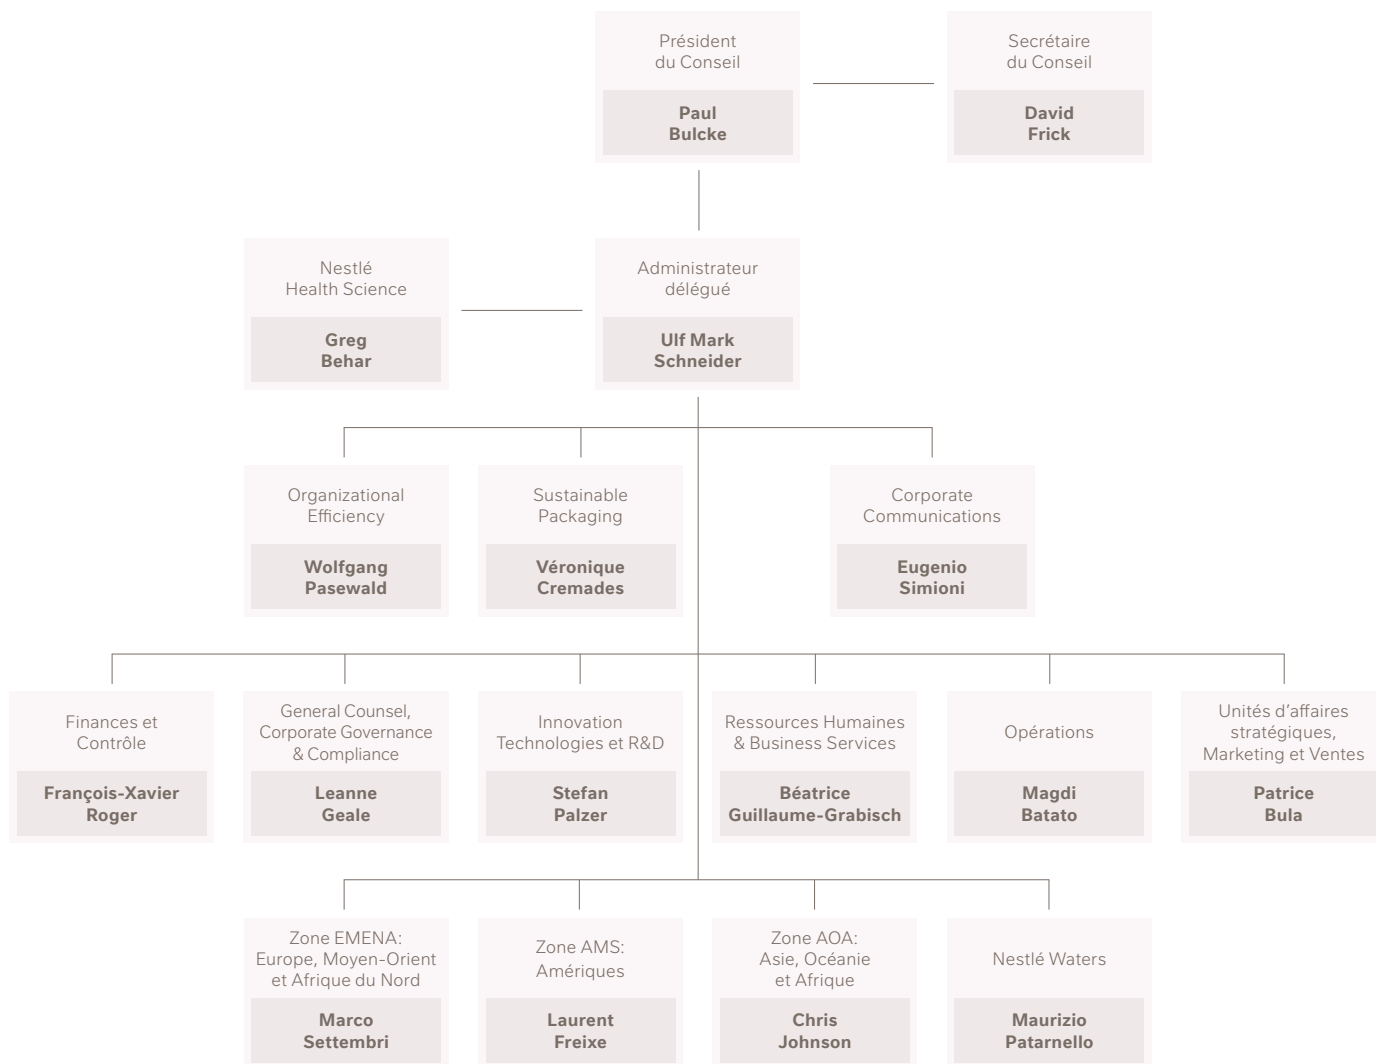 Président
du Conseil
Paul
Bulcke
Secrétaire
du Conseil
David
Frick
Nestlé
Health Science
Greg
Behar
Administrateur
délégué
Ulf Mark
Schneider
Organizational
Efficiency
Wolfgang
Pasewald
Sustainable
Packaging
Véronique
Cremades
Corporate
Communications
Eugenio
Simioni
Finances et
Contrôle
François-Xavier
Roger
General Counsel,
Corporate Governance
& Compliance
Leanne
Geale
Innovation
Technologies et R&D
Stefan
Palzer
Ressources Humaines
& Business Services
Béatrice
Guillaume-Grabisch
Opérations
Magdi
Batato
Unités d’affaires
stratégiques,
Marketing et Ventes
Patrice
Bula
Zone EMENA:
Europe, Moyen-Orient
et Afrique du Nord
Marco
Settembri
Zone AMS:
Amériques
Laurent
Freixe
Zone AOA:
Asie, Océanie
et Afrique
Chris
Johnson
Nestlé Waters
Maurizio
Patarnello